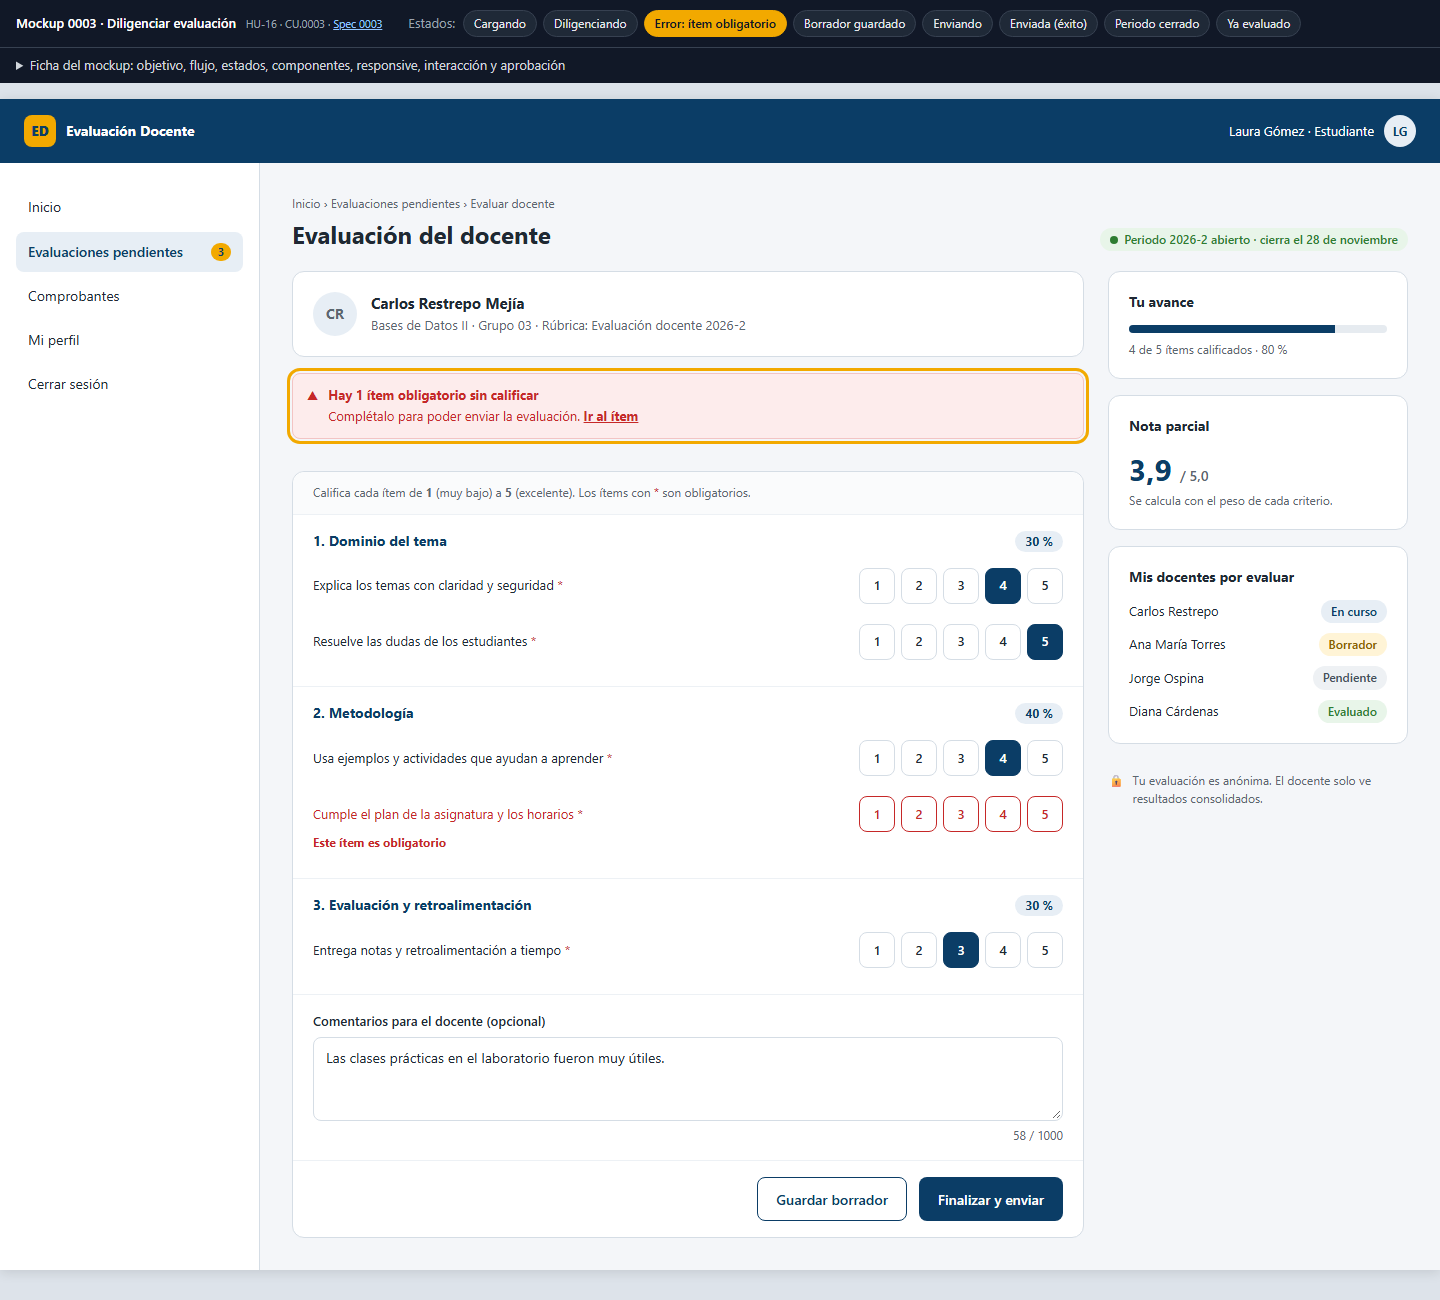 Mockup 0003 · Diligenciar evaluación HU-16 · CU.0003 · Spec 0003 Estados: Cargando Diligenciando Error: ítem obligatorio Borrador guardado Enviando Enviada (éxito) Periodo cerrado Ya evaluado
Ficha del mockup: objetivo, flujo, estados, componentes, responsive, interacción y aprobación
ED Evaluación Docente
Laura Gómez · Estudiante LG
Inicio
Evaluaciones pendientes 3
Comprobantes
Mi perfil
Cerrar sesión
Inicio › Evaluaciones pendientes › Evaluar docente
Evaluación del docente
Periodo 2026-2 abierto · cierra el 28 de noviembre
CR
Carlos Restrepo Mejía
Bases de Datos II · Grupo 03 · Rúbrica: Evaluación docente 2026-2
Hay 1 ítem obligatorio sin calificar
Complétalo para poder enviar la evaluación. Ir al ítem
Califica cada ítem de 1 (muy bajo) a 5 (excelente). Los ítems con * son obligatorios.
1. Dominio del tema 30 %
Explica los temas con claridad y seguridad * 1 2 3 4 5
Resuelve las dudas de los estudiantes * 1 2 3 4 5
2. Metodología 40 %
Usa ejemplos y actividades que ayudan a aprender * 1 2 3 4 5
Cumple el plan de la asignatura y los horarios * 1 2 3 4 5
Este ítem es obligatorio
3. Evaluación y retroalimentación 30 %
Entrega notas y retroalimentación a tiempo * 1 2 3 4 5
Comentarios para el docente (opcional)
Las clases prácticas en el laboratorio fueron muy útiles.
58 / 1000
Guardar borrador Finalizar y enviar
Tu avance
4 de 5 ítems calificados · 80 %
Nota parcial
3,9 / 5,0
Se calcula con el peso de cada criterio.
Mis docentes por evaluar
Carlos Restrepo En curso
Ana María Torres Borrador
Jorge Ospina Pendiente
Diana Cárdenas Evaluado
Tu evaluación es anónima. El docente solo ve
resultados consolidados.